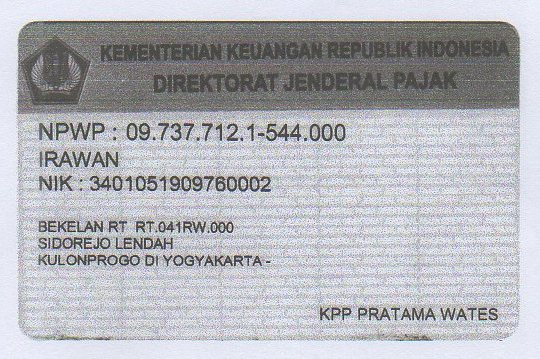 KEMENTERIAN KEUANGAN REPUBLIK INDONESIA
DIREKTORAT JENDERAL PAJAK
NPWP : 09.737.712.1-544.000
IRAWAN
NIK : 3401051909760002
BEKELAN RT RT.041RW.000
SIDOREJO LENDAH
KULONPROGO DI YOGYAKARTA -
KPP PRATAMA WATES